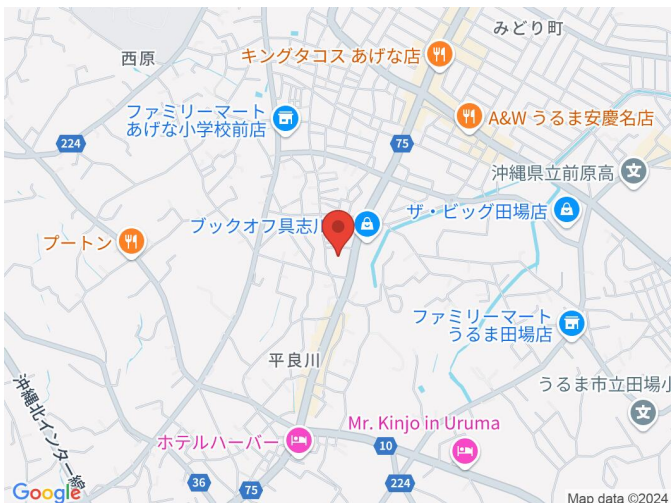 みどり町
西原
キングタコス あげな店
ファミリーマート
あげな小学校前店
A&W うるま安慶名店
224
75
沖縄県立前原高
ブックオフ具志川
ザ・ビッグ田場店
プートン
ファミリーマート
うるま田場店
平良川
うるま市立田場小
沖縄北インター線
Mr. Kinjo in Uruma
ホテルハーバー
10
36
75
224
Google
Map data ©2024